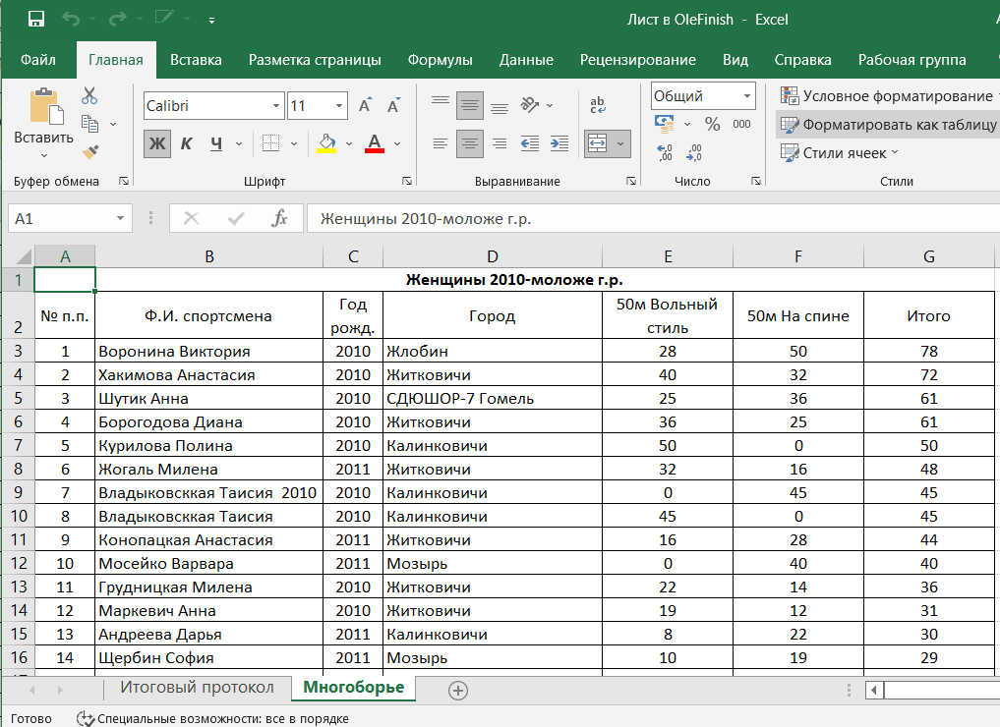 Лист в OleFinish - Excel
Файл Главная Вставка Разметка страницы Формулы Данные Рецензирование Вид Справка Рабочая группа
Вставить
Буфер обмена
Calibri 11
Ж К Ч А
Шрифт
ab
Выравнивание
Общий
% 000
Число
Условное форматирование
Форматировать как таблицу
Стили ячеек
Стили
A1 fx Женщины 2010-моложе г.р.
A B C D E F G
1 Женщины 2010-моложе г.р.
2 № п.п. Ф.И. спортсмена Год рожд. Город 50м Вольный стиль 50м На спине Итого
3 1 Воронина Виктория 2010 Жлобин 28 50 78
4 2 Хакимова Анастасия 2010 Житковичи 40 32 72
5 3 Шутик Анна 2010 СДЮШОР-7 Гомель 25 36 61
6 4 Борогодова Диана 2010 Житковичи 36 25 61
7 5 Курилова Полина 2010 Калинковичи 50 0 50
8 6 Жогаль Милена 2011 Житковичи 32 16 48
9 7 Владыковсккая Таисия 2010 2010 Калинковичи 0 45 45
10 8 Владыковсккая Таисия 2010 Калинковичи 45 0 45
11 9 Конопацкая Анастасия 2011 Житковичи 16 28 44
12 10 Мосейко Варвара 2011 Мозырь 0 40 40
13 11 Грудницкая Милена 2010 Житковичи 22 14 36
14 12 Маркевич Анна 2010 Житковичи 19 12 31
15 13 Андреева Дарья 2011 Калинковичи 8 22 30
16 14 Щербин София 2011 Мозырь 10 19 29
Итоговый протокол Многоборье
Готово Специальные возможности: все в порядке